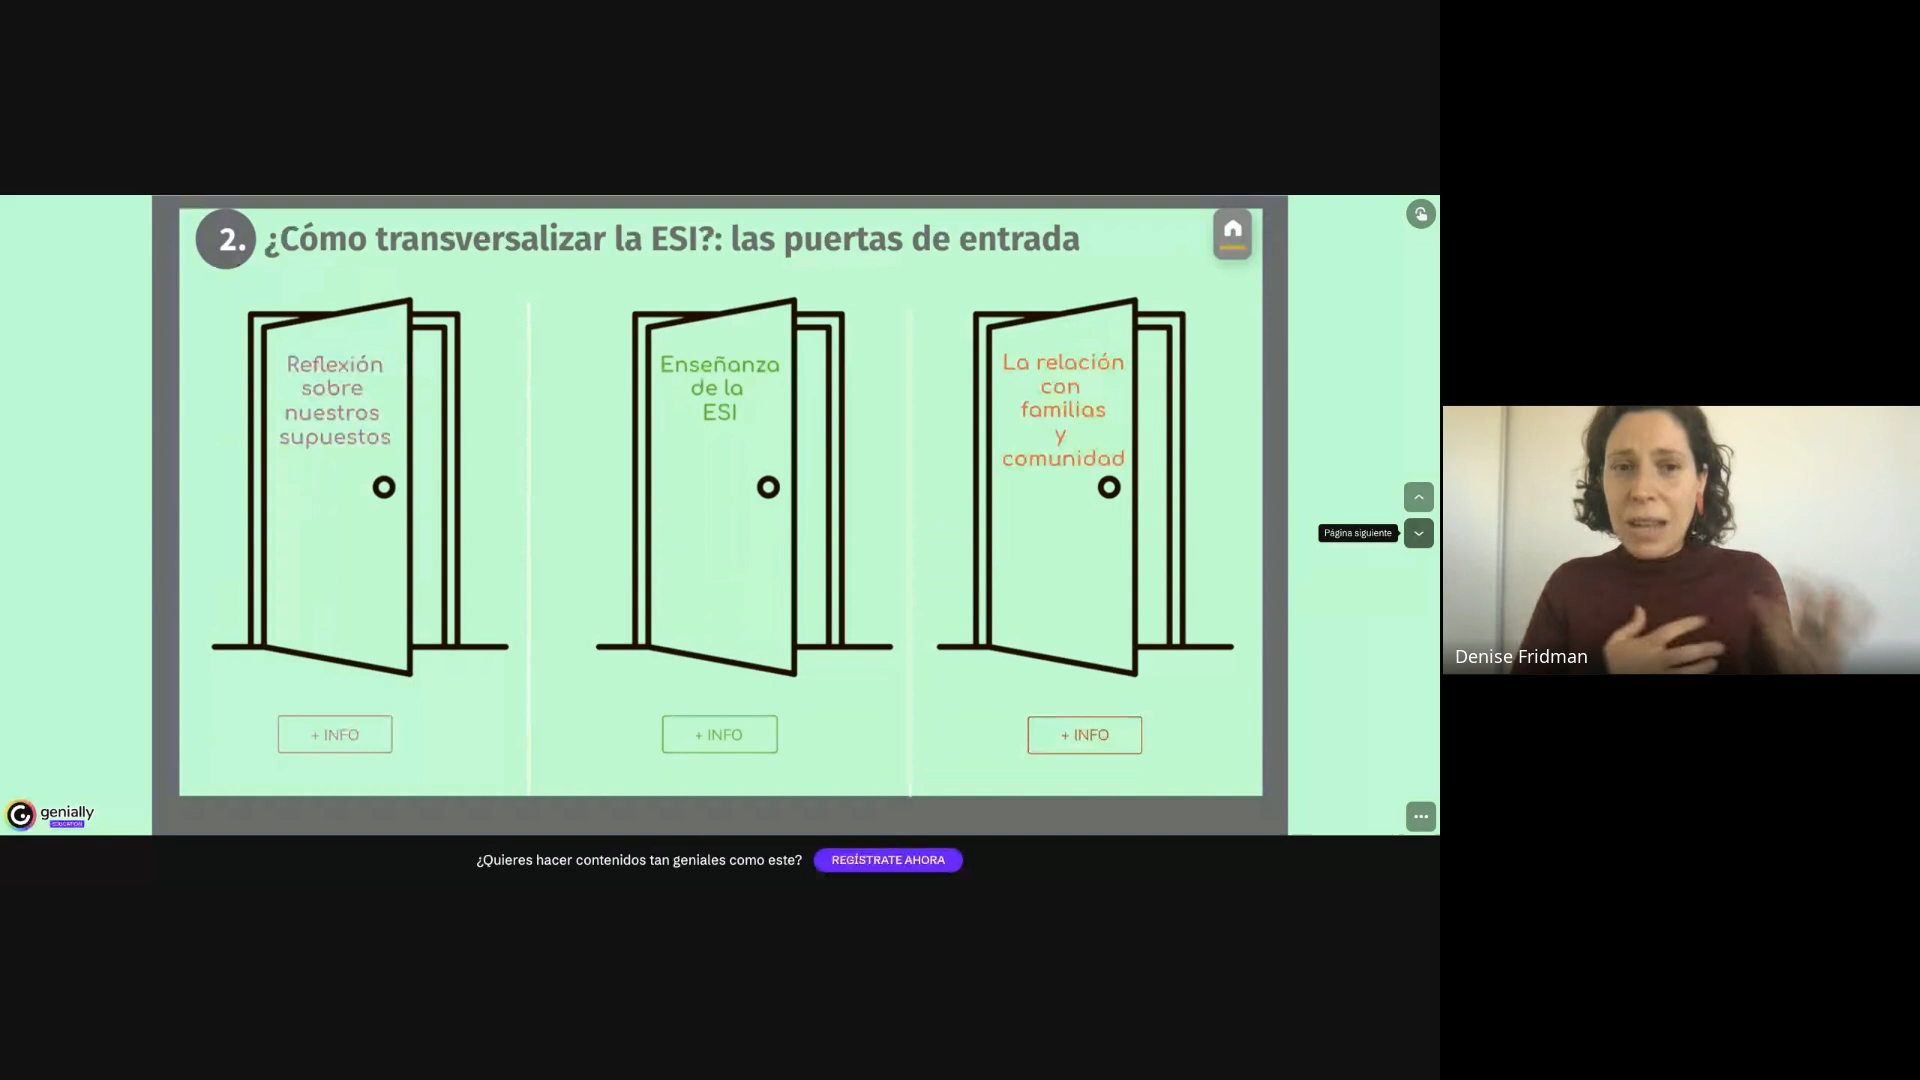 2. ¿Cómo transversalizar la ESI?: las puertas de entrada
Reflexión
sobre
nuestros
supuestos
Enseñanza
de la
ESI
La relación
con
familias
y
comunidad
+ INFO
+ INFO
+ INFO
Página siguiente
Denise Fridman
genially
EDUCATION
¿Quieres hacer contenidos tan geniales como este?
REGÍSTRATE AHORA